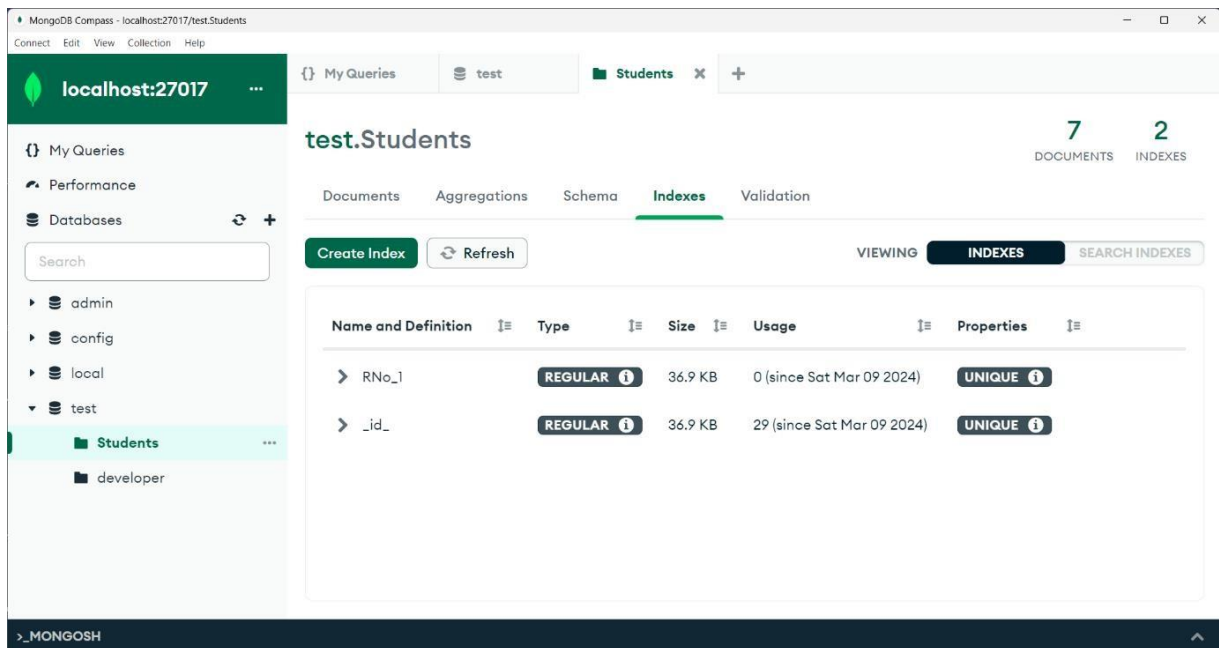 MongoDB Compass - localhost:27017/test.Students
Connect Edit View Collection Help
localhost:27017 ...
{} My Queries
Performance
Databases
Search
admin
config
local
test
Students ...
developer
{} My Queries test Students
test.Students
7 2
DOCUMENTS INDEXES
Documents Aggregations Schema Indexes Validation
Create Index Refresh VIEWING INDEXES SEARCH INDEXES
Name and Definition Type Size Usage Properties
RNo_1 REGULAR 36.9 KB 0 (since Sat Mar 09 2024) UNIQUE
_id_ REGULAR 36.9 KB 29 (since Sat Mar 09 2024) UNIQUE
>_MONGOSH